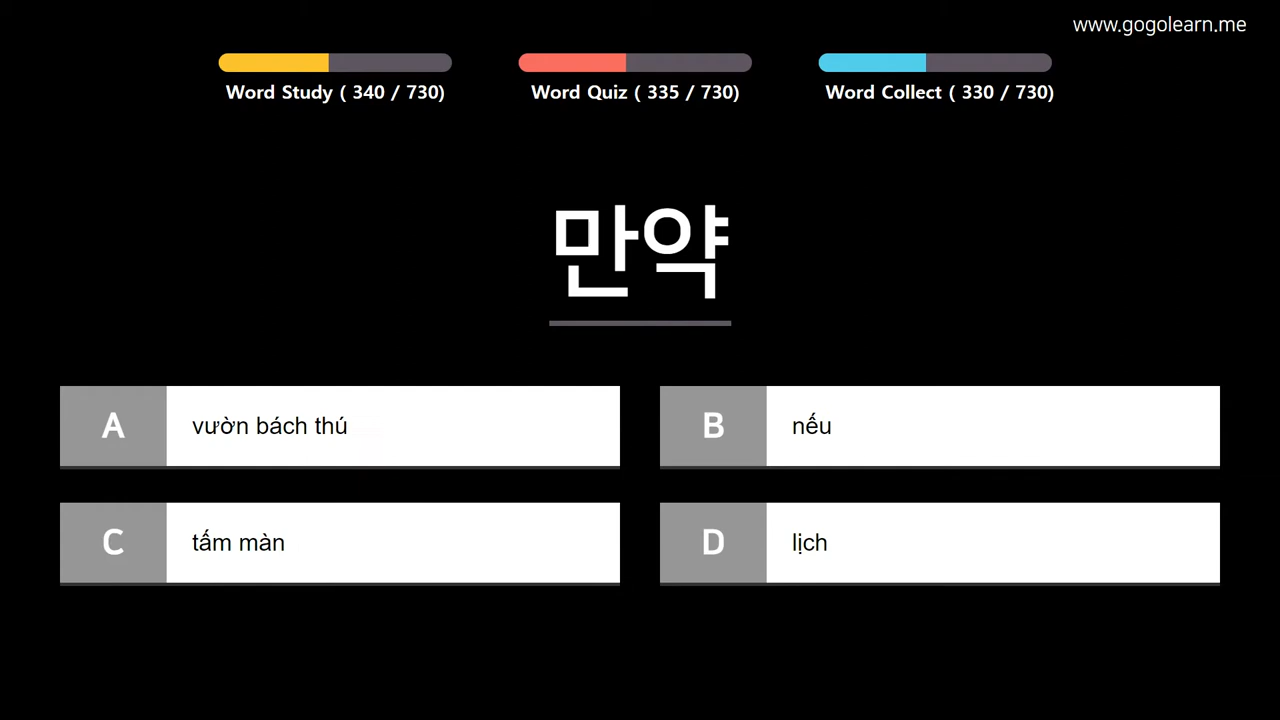 www.gogolearn.me
Word Study ( 340 / 730)
Word Quiz ( 335 / 730)
Word Collect ( 330 / 730)
만약
A vườn bách thú
B nếu
C tấm màn
D lịch